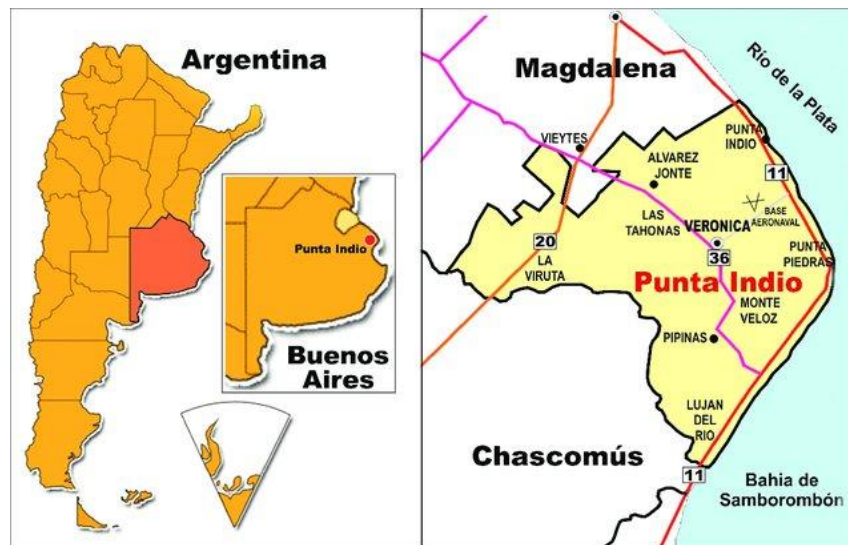 Argentina
Punta Indio
Buenos
Aires
Magdalena
Rio de la Plata
VIEYTES
PUNTA
INDIO
ALVAREZ
JONTE
11
LAS
TAHONAS
VERONICA
BASE
AERONAVAL
20
36
PUNTA
PIEDRAS
LA
VIRUTA
Punta Indio
MONTE
VELOZ
PIPINAS
LUJAN
DEL
RIO
Chascomús
11
Bahia de
Samborombón